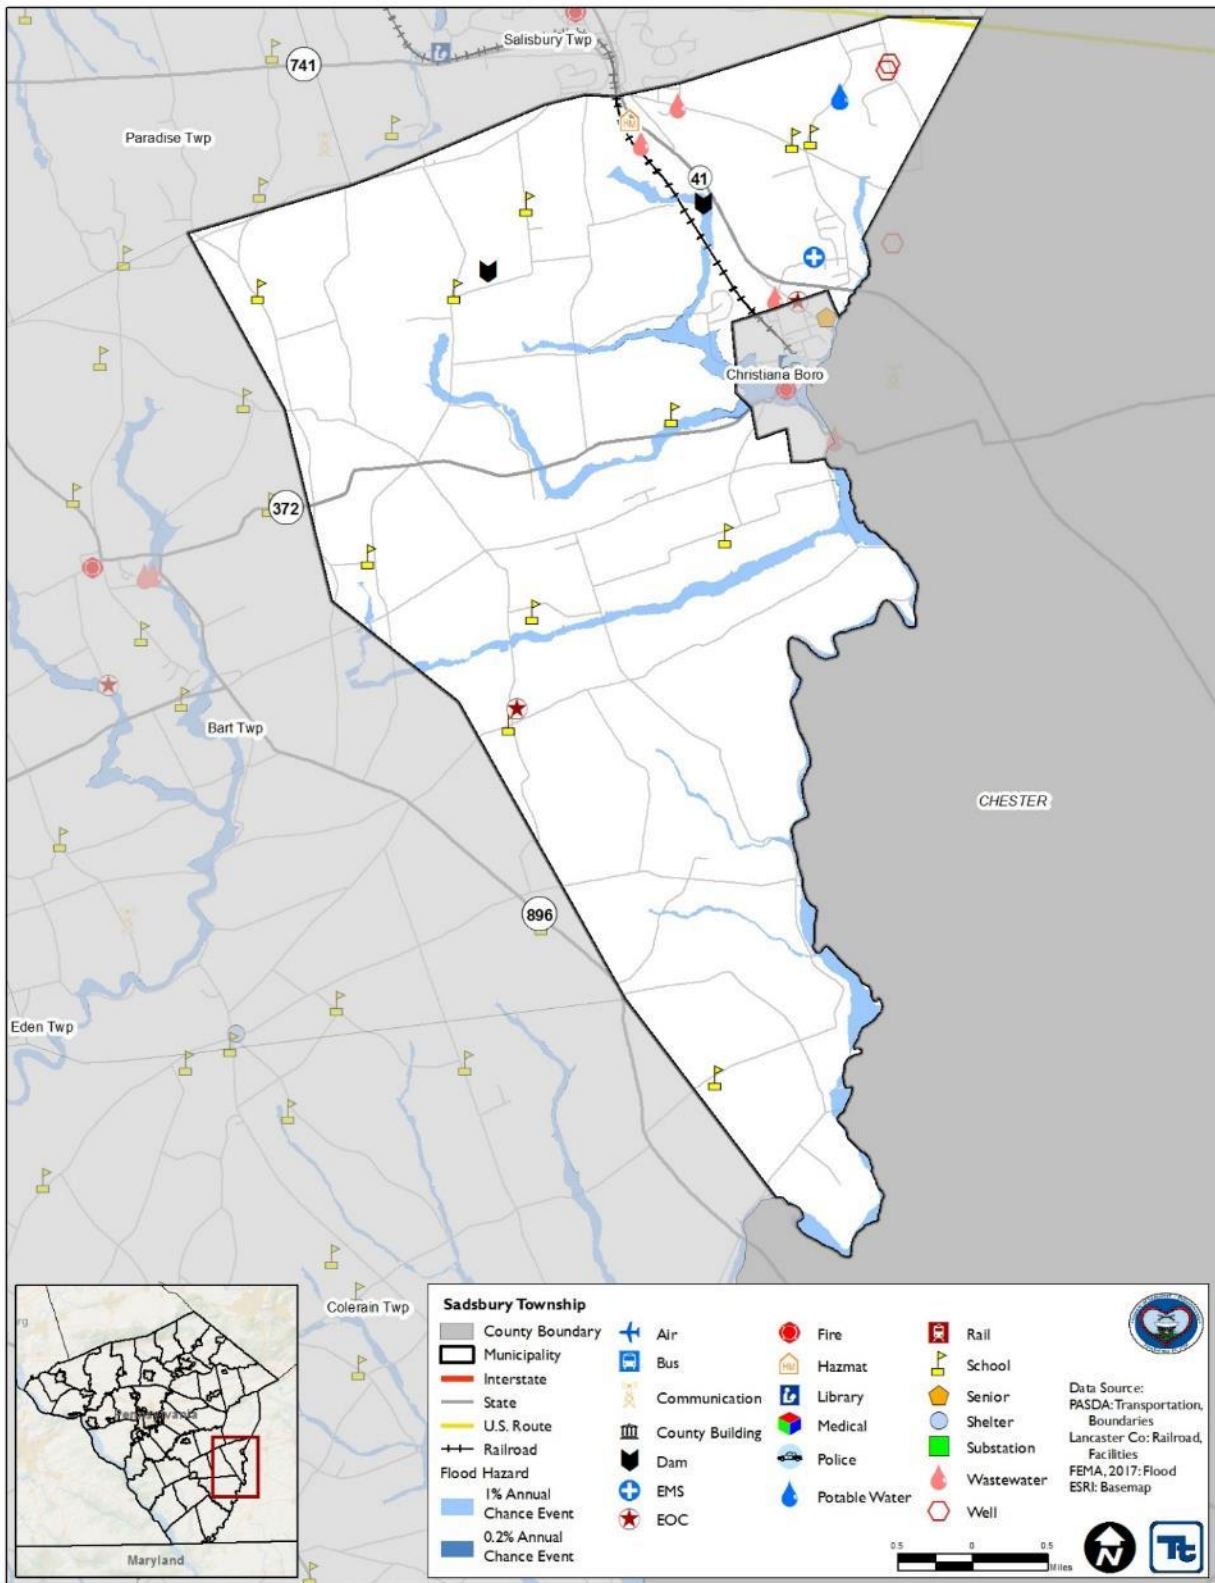 Salisbury Twp
741
Paradise Twp
41
Christiana Boro
372
Bart Twp
CHESTER
896
Eden Twp
Colerain Twp
Pennsylvania
Maryland
Sadsbury Township
County Boundary
Municipality
Interstate
State
U.S. Route
Railroad
Flood Hazard
1% Annual
Chance Event
0.2% Annual
Chance Event
Air
Bus
Communication
County Building
Dam
EMS
EOC
Fire
HM
Hazmat
Library
Medical
Police
Potable Water
Rail
School
Senior
Shelter
Substation
Wastewater
Well
Data Source:
PASDA: Transportation,
Boundaries
Lancaster Co: Railroad,
Facilities
FEMA, 2017: Flood
ESRI: Basemap
0.5 0 0.5
Miles
N
Tt